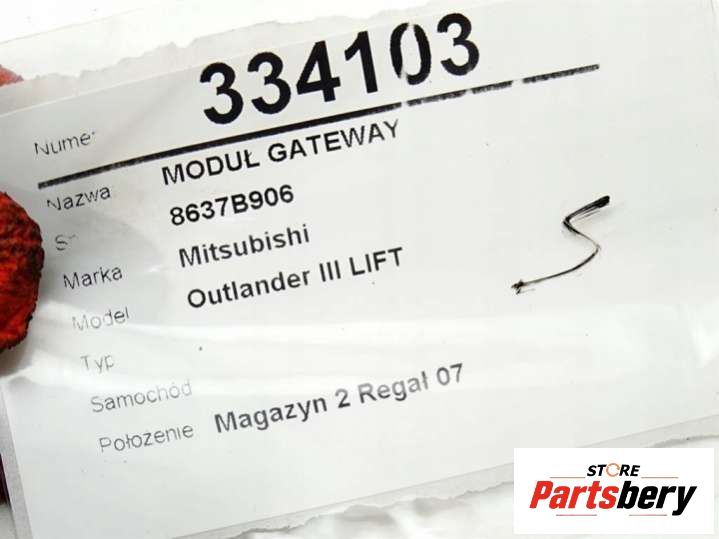 Numer 334103
Nazwa MODUŁ GATEWAY
8637B906
Marka Mitsubishi
Model Outlander III LIFT
Typ
Samochód
Położenie Magazyn 2 Regał 07
STORE
Partsbery